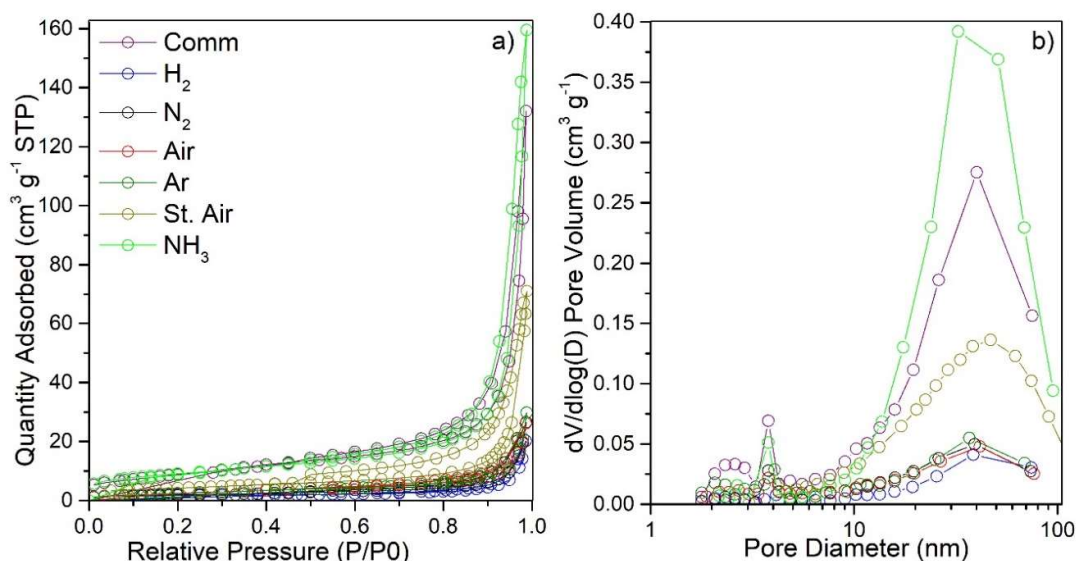 a)
Comm
H₂
N₂
Air
Ar
St. Air
NH₃
Quantity Adsorbed (cm³ g⁻¹ STP)
160
140
120
100
80
60
40
20
0
0.0 0.2 0.4 0.6 0.8 1.0
Relative Pressure (P/P0)
b)
dV/dlog(D) Pore Volume (cm³ g⁻¹)
0.40
0.35
0.30
0.25
0.20
0.15
0.10
0.05
0.00
1 10 100
Pore Diameter (nm)